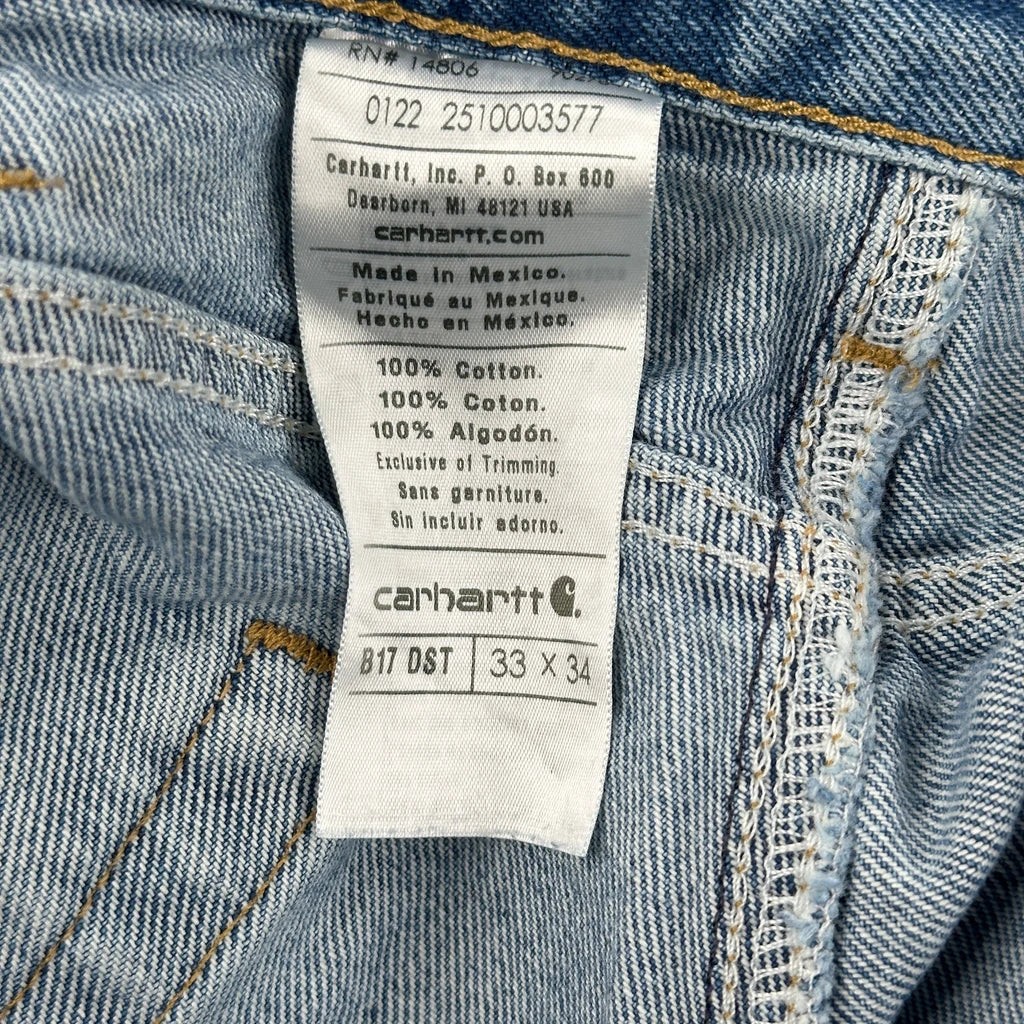 RN# 14806
0122 2510003577
Carhartt, Inc. P. O. Box 600
Dearborn, MI 48121 USA
carhartt.com
Made in Mexico.
Fabriqué au Mexique.
Hecho en México.
100% Cotton.
100% Coton.
100% Algodón.
Exclusive of Trimming.
Sans garniture.
Sin incluir adorno.
carhartt
B17 DST 33 X 34